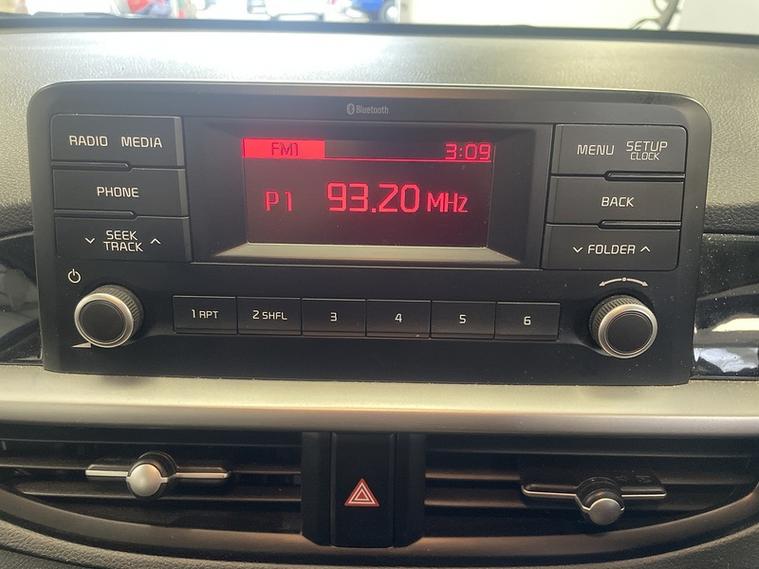 Bluetooth
RADIO MEDIA
PHONE
SEEK
TRACK
FM1 3:09
P1 93.20 MHz
MENU SETUP
CLOCK
BACK
FOLDER
1 RPT 2 SHFL 3 4 5 6